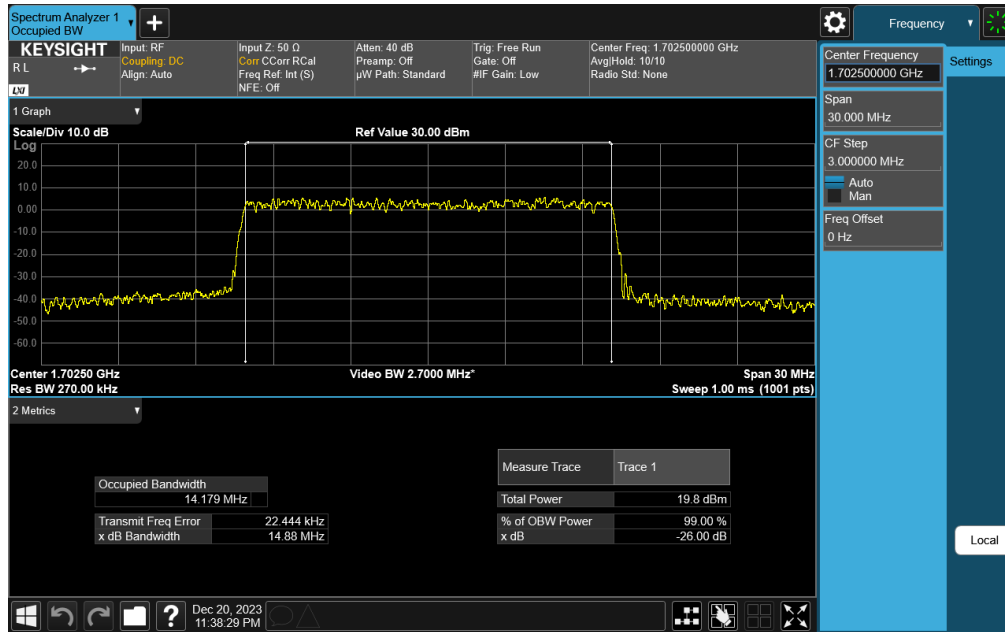 Spectrum Analyzer 1
Occupied BW
Frequency
KEYSIGHT
R L
LXI
Input: RF
Coupling: DC
Align: Auto
Input Z: 50 Ω
Corr CCorr RCal
Freq Ref: Int (S)
NFE: Off
Atten: 40 dB
Preamp: Off
µW Path: Standard
Trig: Free Run
Gate: Off
#IF Gain: Low
Center Freq: 1.702500000 GHz
Avg|Hold: 10/10
Radio Std: None
Center Frequency
1.702500000 GHz
Settings
Span
30.000 MHz
CF Step
3.000000 MHz
Auto
Man
Freq Offset
0 Hz
1 Graph
Scale/Div 10.0 dB
Ref Value 30.00 dBm
Log
20.0
10.0
0.00
-10.0
-20.0
-30.0
-40.0
-50.0
-60.0
Center 1.70250 GHz
Video BW 2.7000 MHz*
Span 30 MHz
Res BW 270.00 kHz
Sweep 1.00 ms (1001 pts)
2 Metrics
Measure Trace
Trace 1
Occupied Bandwidth
14.179 MHz
Total Power
19.8 dBm
Transmit Freq Error
22.444 kHz
% of OBW Power
99.00 %
x dB Bandwidth
14.88 MHz
x dB
-26.00 dB
Local
?
Dec 20, 2023
11:38:29 PM